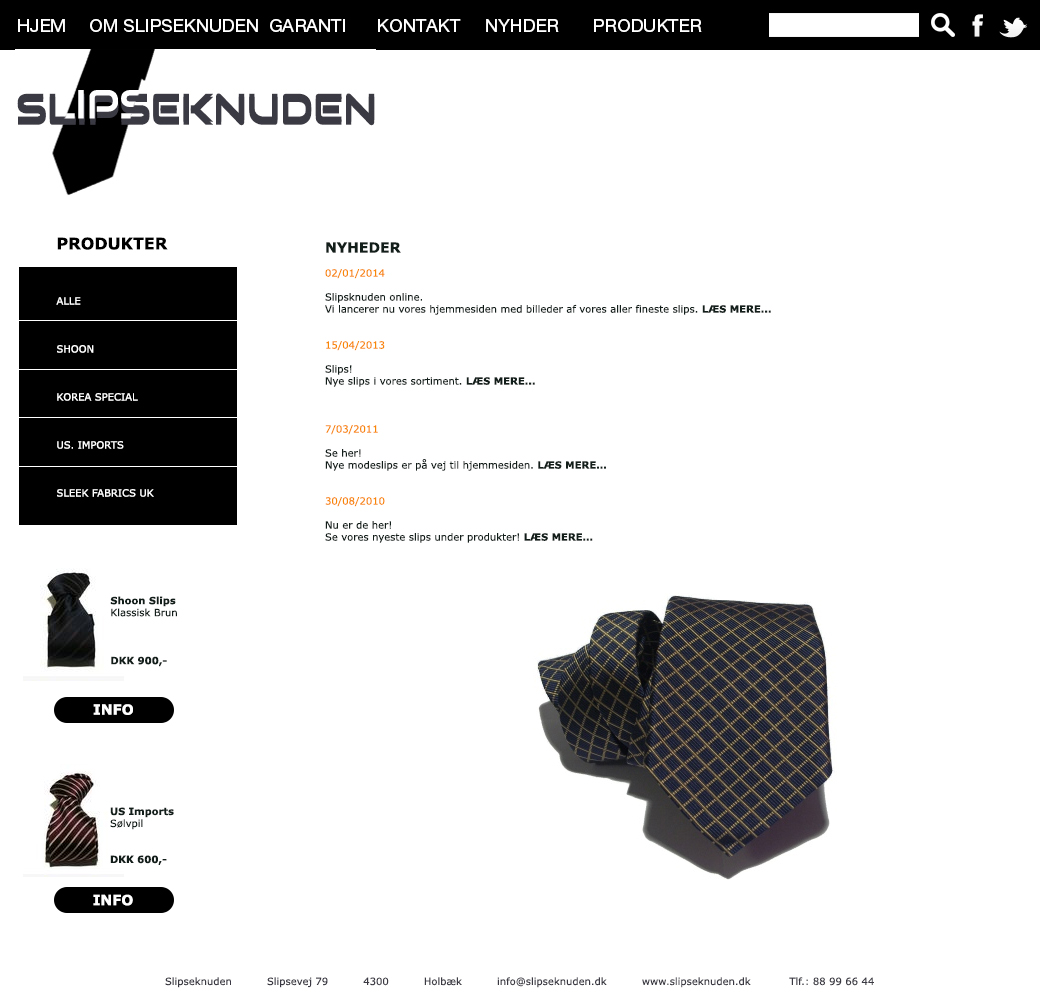 HJEM OM SLIPSEKNUDEN GARANTI KONTAKT NYHDER PRODUKTER
SLIPSEKNUDEN
PRODUKTER
ALLE
SHOON
KOREA SPECIAL
US. IMPORTS
SLEEK FABRICS UK
Shoon Slips
Klassisk Brun
DKK 900,-
INFO
US Imports
Sølvpil
DKK 600,-
INFO
NYHEDER
02/01/2014
Slipsknuden online.
Vi lancerer nu vores hjemmesiden med billeder af vores aller fineste slips. LÆS MERE...
15/04/2013
Slips!
Nye slips i vores sortiment. LÆS MERE...
7/03/2011
Se her!
Nye modeslips er på vej til hjemmesiden. LÆS MERE...
30/08/2010
Nu er de her!
Se vores nyeste slips under produkter! LÆS MERE...
Slipseknuden Slipsevej 79 4300 Holbæk info@slipseknuden.dk www.slipseknuden.dk Tlf.: 88 99 66 44